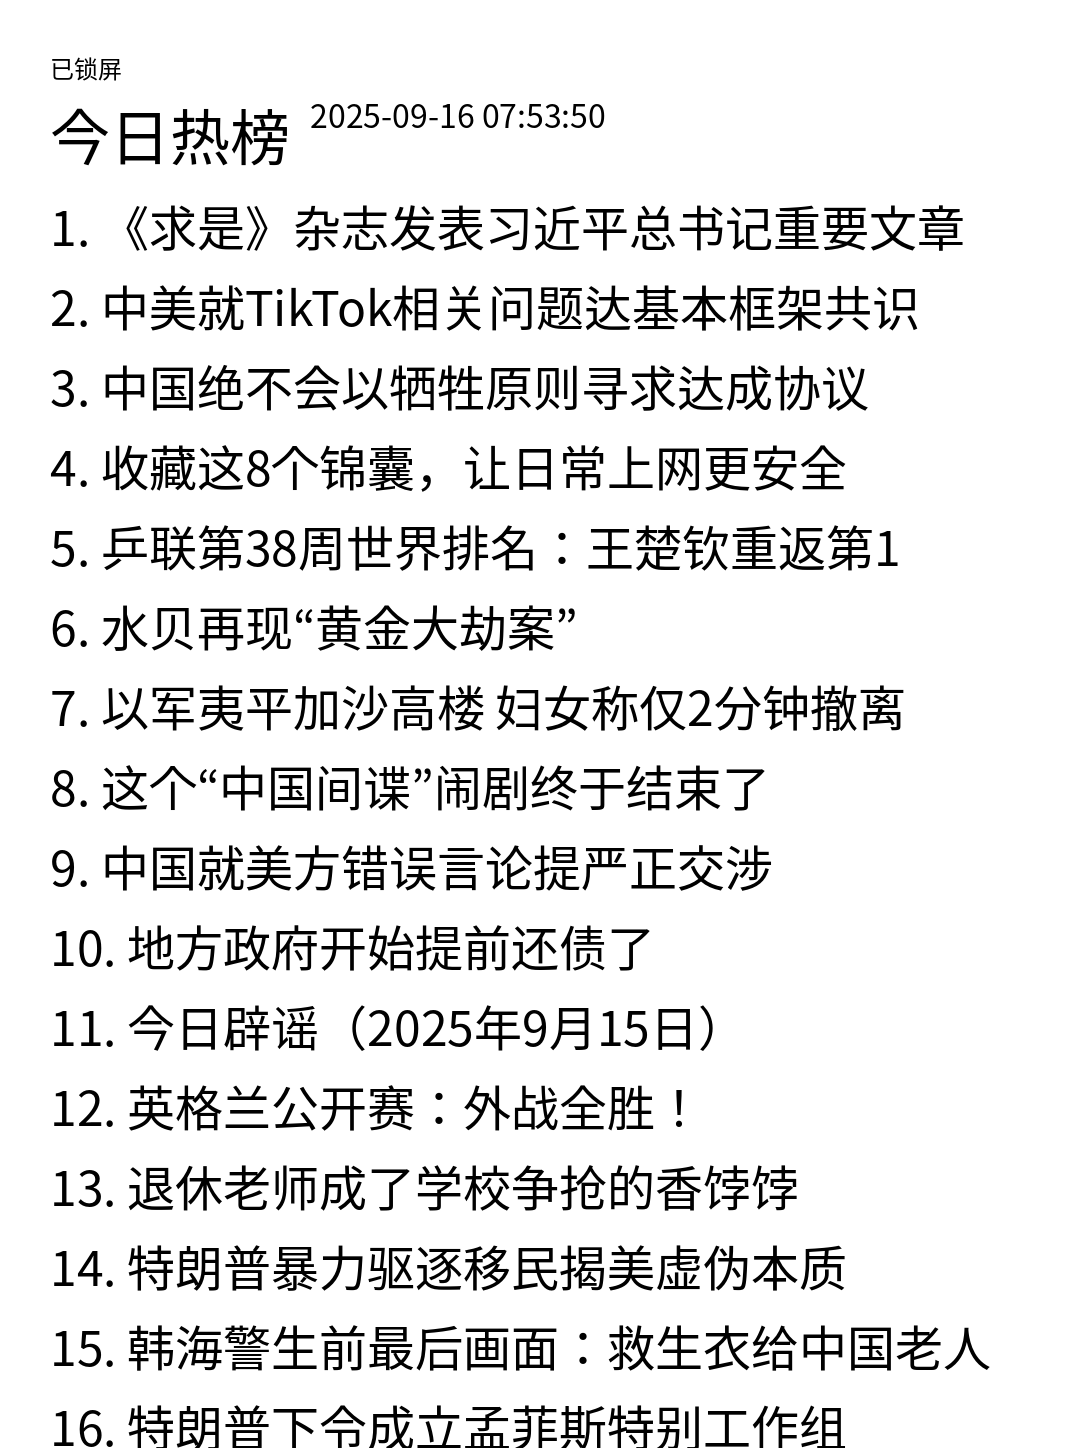 已锁屏
今日热榜 2025-09-16 07:53:50
1. 《求是》杂志发表习近平总书记重要文章
2. 中美就TikTok相关问题达基本框架共识
3. 中国绝不会以牺牲原则寻求达成协议
4. 收藏这8个锦囊，让日常上网更安全
5. 乒联第38周世界排名：王楚钦重返第1
6. 水贝再现“黄金大劫案”
7. 以军夷平加沙高楼 妇女称仅2分钟撤离
8. 这个“中国间谍”闹剧终于结束了
9. 中国就美方错误言论提严正交涉
10. 地方政府开始提前还债了
11. 今日辟谣（2025年9月15日）
12. 英格兰公开赛：外战全胜！
13. 退休老师成了学校争抢的香饽饽
14. 特朗普暴力驱逐移民揭美虚伪本质
15. 韩海警生前最后画面：救生衣给中国老人
16. 特朗普下令成立孟菲斯特别工作组